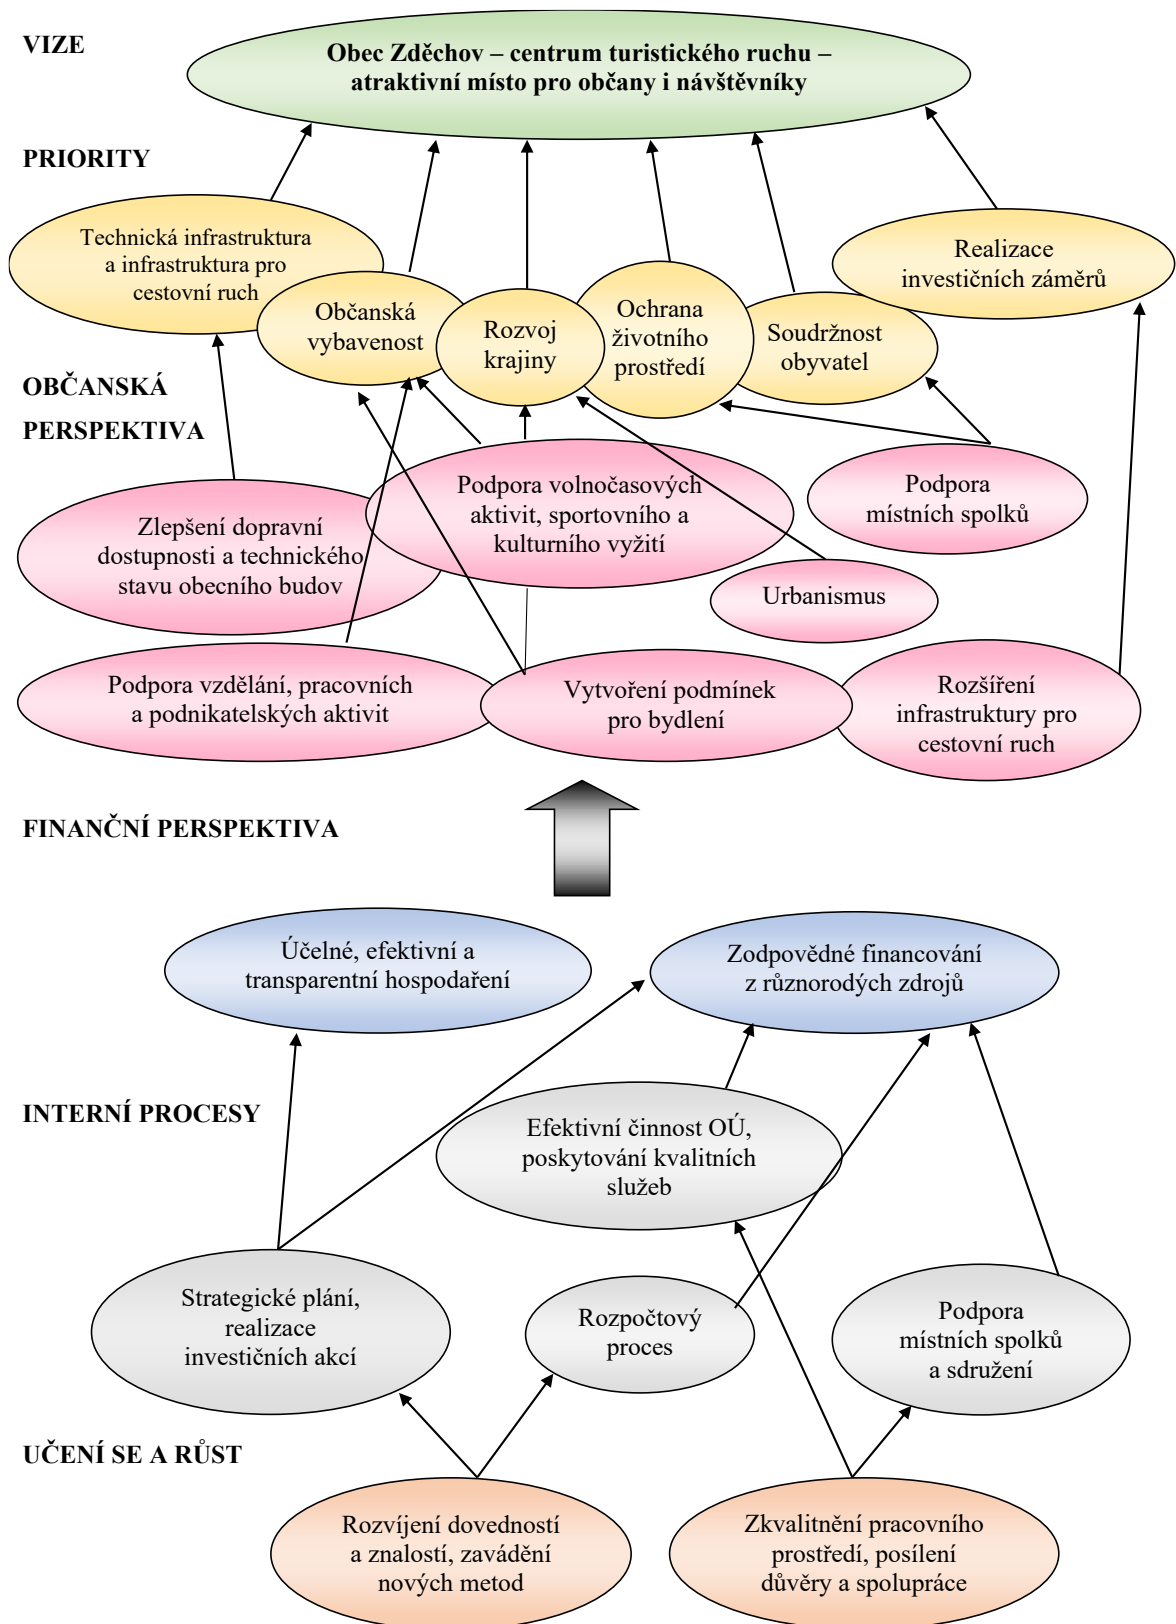 VIZE
Obec Zděchov – centrum turistického ruchu –
atraktivní místo pro občany i návštěvníky
PRIORITY
Technická infrastruktura
a infrastruktura pro
cestovní ruch
Občanská
vybavenost
Rozvoj
krajiny
Ochrana
životního
prostředí
Soudržnost
obyvatel
Realizace
investičních záměrů
OBČANSKÁ
PERSPEKTIVA
Zlepšení dopravní
dostupnosti a technického
stavu obecního budov
Podpora volnočasových
aktivit, sportovního a
kulturního vyžití
Podpora
místních spolků
Urbanismus
Podpora vzdělání, pracovních
a podnikatelských aktivit
Vytvoření podmínek
pro bydlení
Rozšíření
infrastruktury pro
cestovní ruch
FINANČNÍ PERSPEKTIVA
Účelné, efektivní a
transparentní hospodaření
Zodpovědné financování
z různorodých zdrojů
INTERNÍ PROCESY
Efektivní činnost OÚ,
poskytování kvalitních
služeb
Strategické plání,
realizace
investičních akcí
Rozpočtový
proces
Podpora
místních spolků
a sdružení
UČENÍ SE A RŮST
Rozvíjení dovedností
a znalostí, zavádění
nových metod
Zkvalitnění pracovního
prostředí, posílení
důvěry a spolupráce